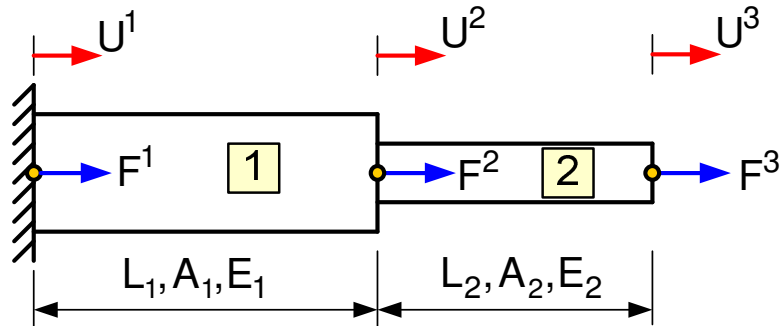 U¹ U² U³
1 F¹ F² 2 F³
L₁,A₁,E₁ L₂,A₂,E₂